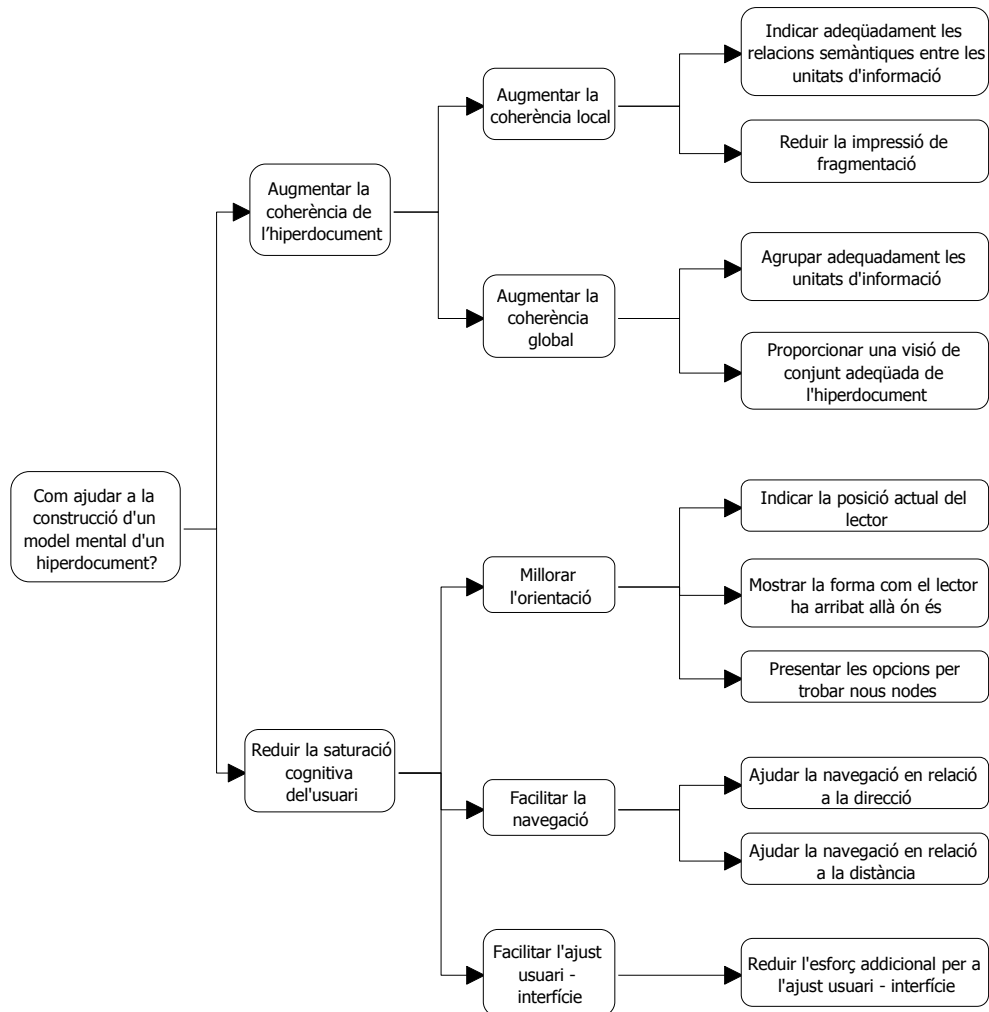 Indicar adeqüadament les
relacions semàntiques entre les
unitats d'informació
Augmentar la
coherència local
Reduir la impressió de
fragmentació
Augmentar la
coherència de
l’hiperdocument
Agrupar adequadament les
unitats d'informació
Augmentar la
coherència
global
Proporcionar una visió de
conjunt adeqüada de
l'hiperdocument
Com ajudar a la
construcció d'un
model mental d'un
hiperdocument?
Indicar la posició actual del
lector
Millorar
l'orientació
Mostrar la forma com el lector
ha arribat allà ón és
Presentar les opcions per
trobar nous nodes
Reduir la saturació
cognitiva
del'usuari
Facilitar la
navegació
Ajudar la navegació en relació
a la direcció
Ajudar la navegació en relació
a la distància
Facilitar l'ajust
usuari -
interfície
Reduir l'esforç addicional per a
l'ajust usuari - interfície